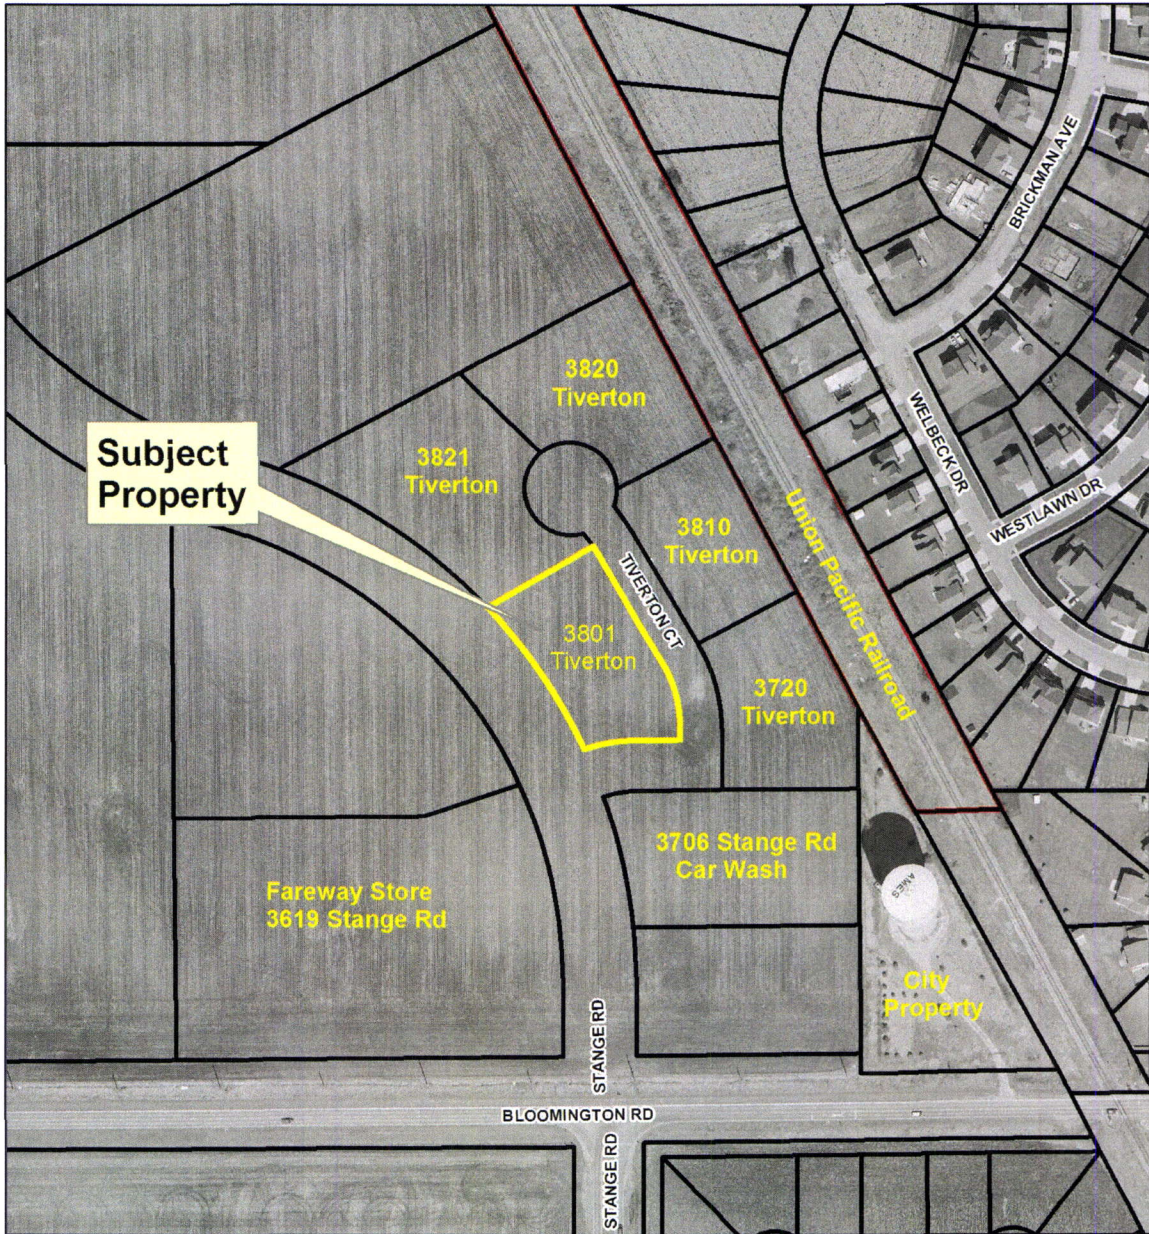 BRICKMAN AVE
3820
Tiverton
WELBECK DR
Subject
Property
3821
Tiverton
WESTLAWN DR
Union Pacific Railroad
3810
Tiverton
TIVERTON CT
3801
Tiverton
3720
Tiverton
3706 Stange Rd
Car Wash
AMES
Fareway Store
3619 Stange Rd
City
Property
STANGE RD
BLOOMINGTON RD
STANGE RD